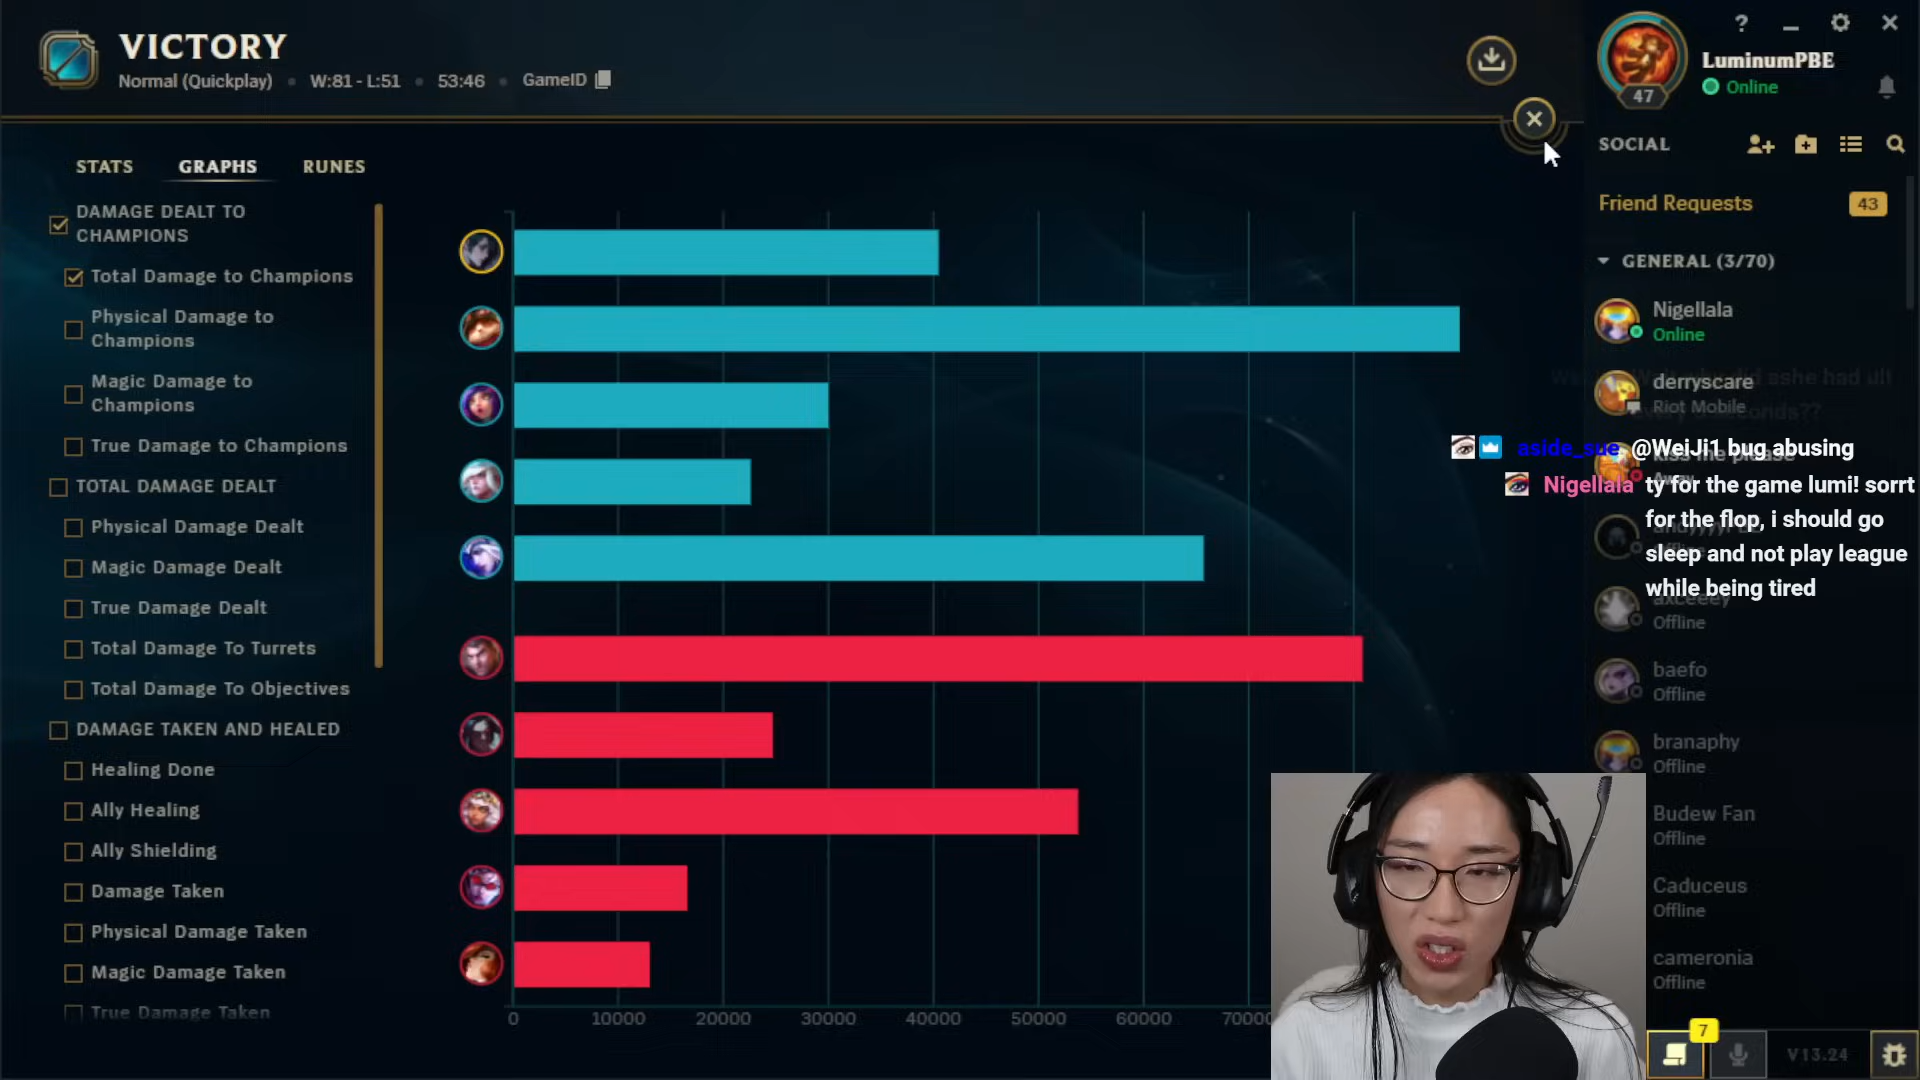 VICTORY
Normal (Quickplay) • W:81 - L:51 • 53:46 • GameID
STATS GRAPHS RUNES
DAMAGE DEALT TO
CHAMPIONS
Total Damage to Champions
Physical Damage to
Champions
Magic Damage to
Champions
True Damage to Champions
TOTAL DAMAGE DEALT
Physical Damage Dealt
Magic Damage Dealt
True Damage Dealt
Total Damage To Turrets
Total Damage To Objectives
DAMAGE TAKEN AND HEALED
Healing Done
Ally Healing
Ally Shielding
Damage Taken
Physical Damage Taken
Magic Damage Taken
True Damage Taken
0 10000 20000 30000 40000 50000 60000 70000
?
LuminumPBE
47
Online
SOCIAL
Friend Requests 43
GENERAL (3/70)
Nigellala
Online
derryscare
Riot Mobile
aside_sue @WeiJi1 bug abusing
Nigellala ty for the game lumi! sorrt
for the flop, i should go
sleep and not play league
while being tired
Offline
baefo
Offline
branaphy
Offline
Budew Fan
Offline
Caduceus
Offline
cameronia
Offline
7
V13.24